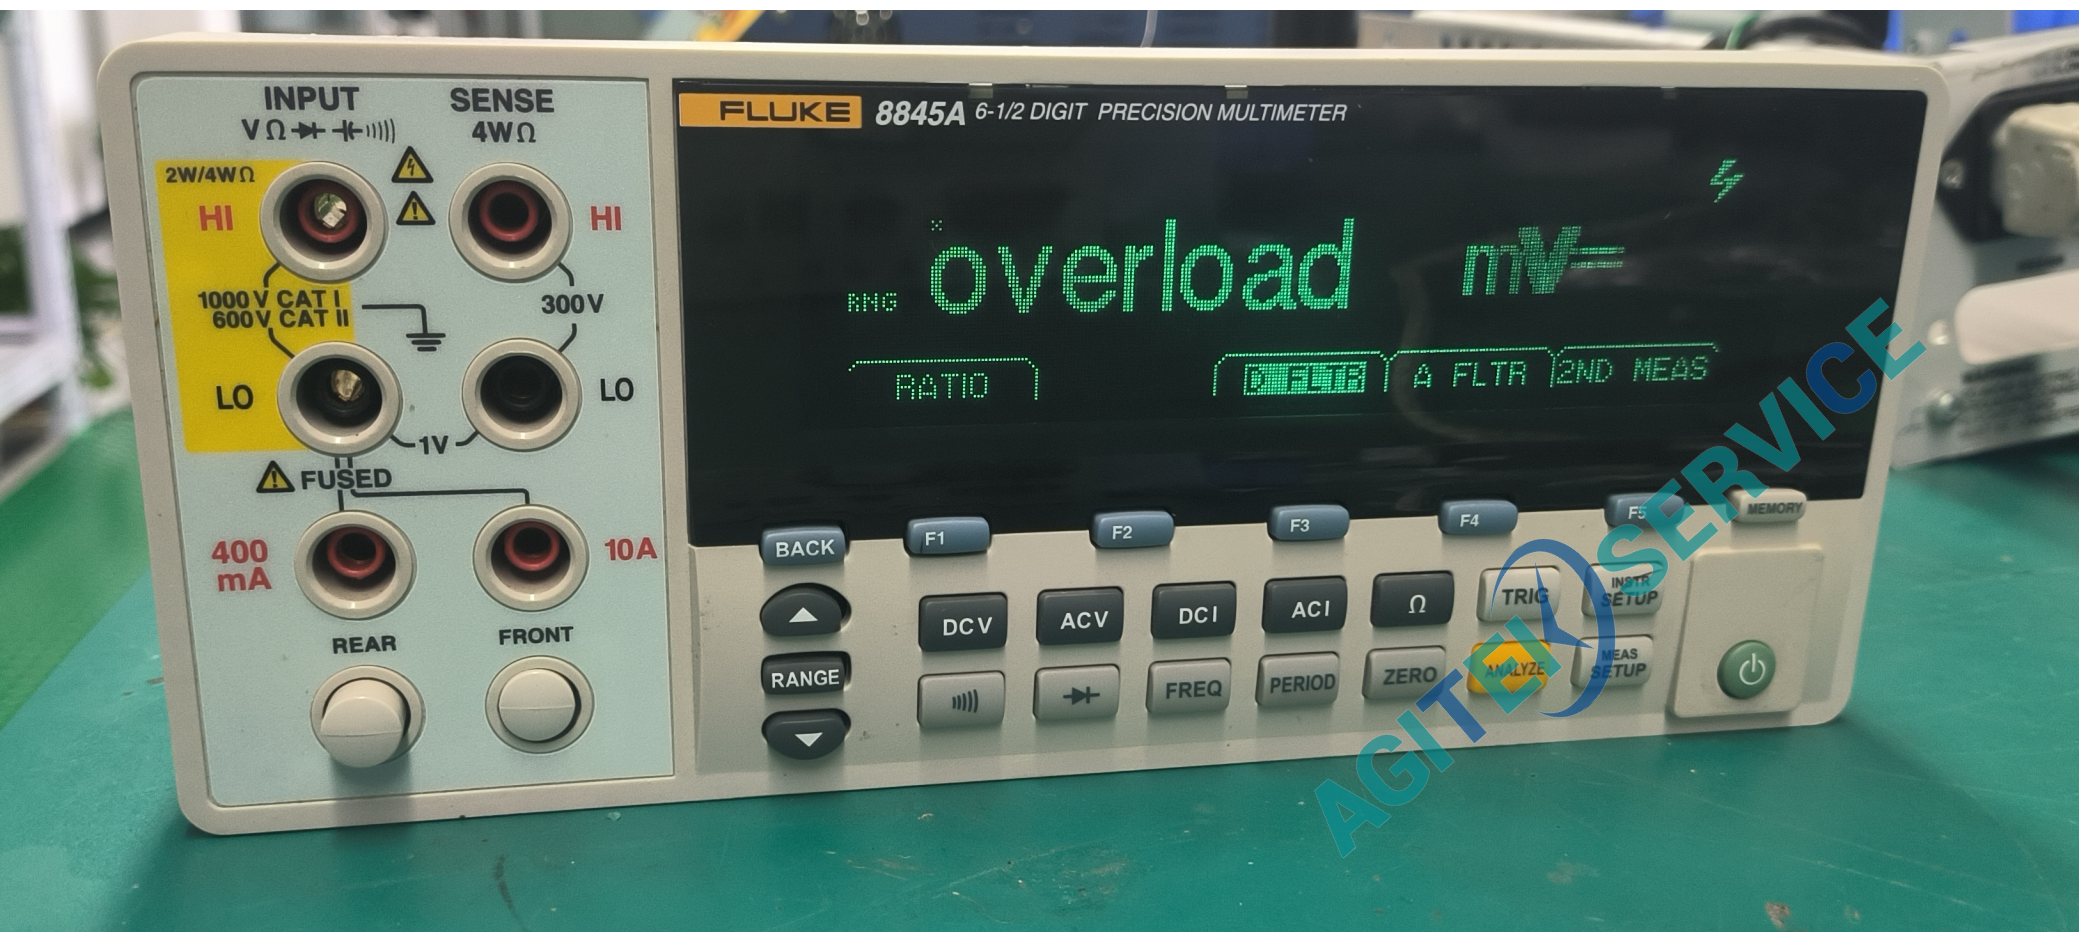 INPUT
VΩ
SENSE
4WΩ
2W/4WΩ
HI
HI
1000V CAT I
600V CAT II
300V
LO
LO
1V
FUSED
400
mA
10A
REAR
FRONT
FLUKE 8845A 6-1/2 DIGIT PRECISION MULTIMETER
RNG overload mV
RATIO D FLTR A FLTR 2ND MEAS
BACK F1 F2 F3 F4 F5 MEMORY
DCV ACV DCI ACI Ω TRIG INSTR SETUP
RANGE
FREQ PERIOD ZERO ANALYZE MEAS SETUP
AGITEK SERVICE